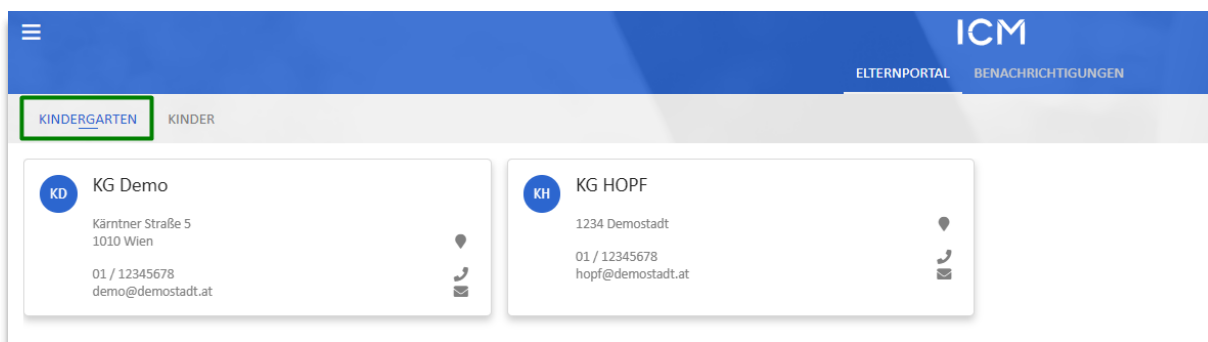 ICM
ELTERNPORTAL BENACHRICHTIGUNGEN
KINDERGARTEN KINDER
KD KG Demo
Kärntner Straße 5
1010 Wien
01 / 12345678
demo@demostadt.at
KH KG HOPF
1234 Demostadt
01 / 12345678
hopf@demostadt.at